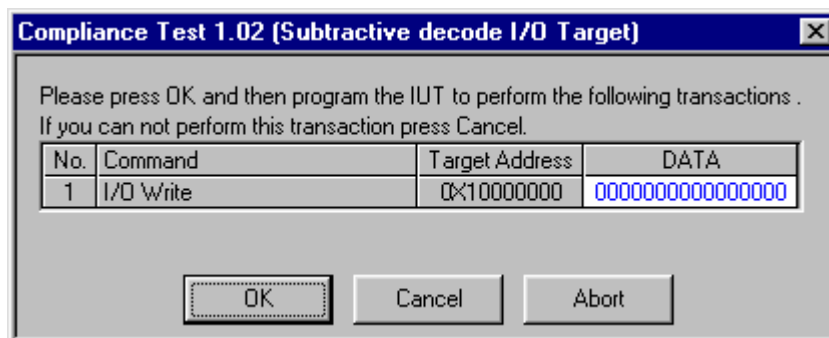 Compliance Test 1.02 (Subtractive decode I/O Target)
Please press OK and then program the IUT to perform the following transactions .
If you can not perform this transaction press Cancel.
No. Command Target Address DATA
1 I/O Write 0X10000000 0000000000000000
OK Cancel Abort